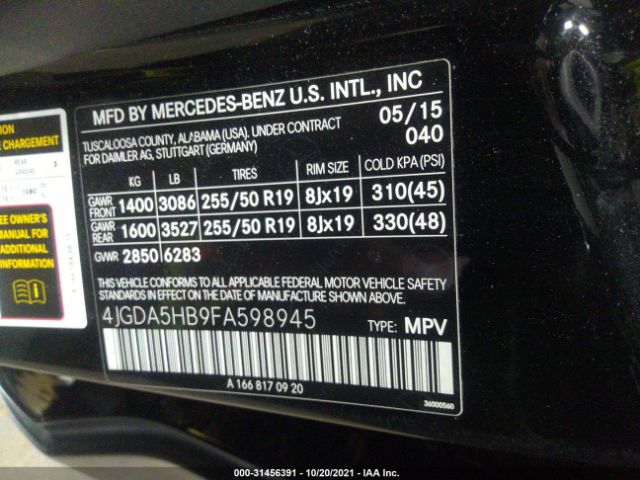 MFD BY MERCEDES-BENZ U.S. INTL., INC
TUSCALOOSA COUNTY, ALABAMA (USA). UNDER CONTRACT
FOR DAIMLER AG, STUTTGART (GERMANY)
05/15
040
KG LB TIRES RIM SIZE COLD KPA (PSI)
GAWR FRONT 1400 3086 255/50 R19 8Jx19 310(45)
GAWR REAR 1600 3527 255/50 R19 8Jx19 330(48)
GVWR 2850 6283
THIS VEHICLE CONFORMS TO ALL APPLICABLE FEDERAL MOTOR VEHICLE SAFETY
STANDARDS IN EFFECT ON THE DATE OF MANUFACTURE SHOWN ABOVE.
4JGDA5HB9FA598945
TYPE: MPV
A 166 817 09 20
36000560
CHARGEMENT
REAR
3
OWNER'S
MANUAL FOR
ADDITIONAL
INFORMATION
000-31456391 - 10/20/2021 - IAA Inc.